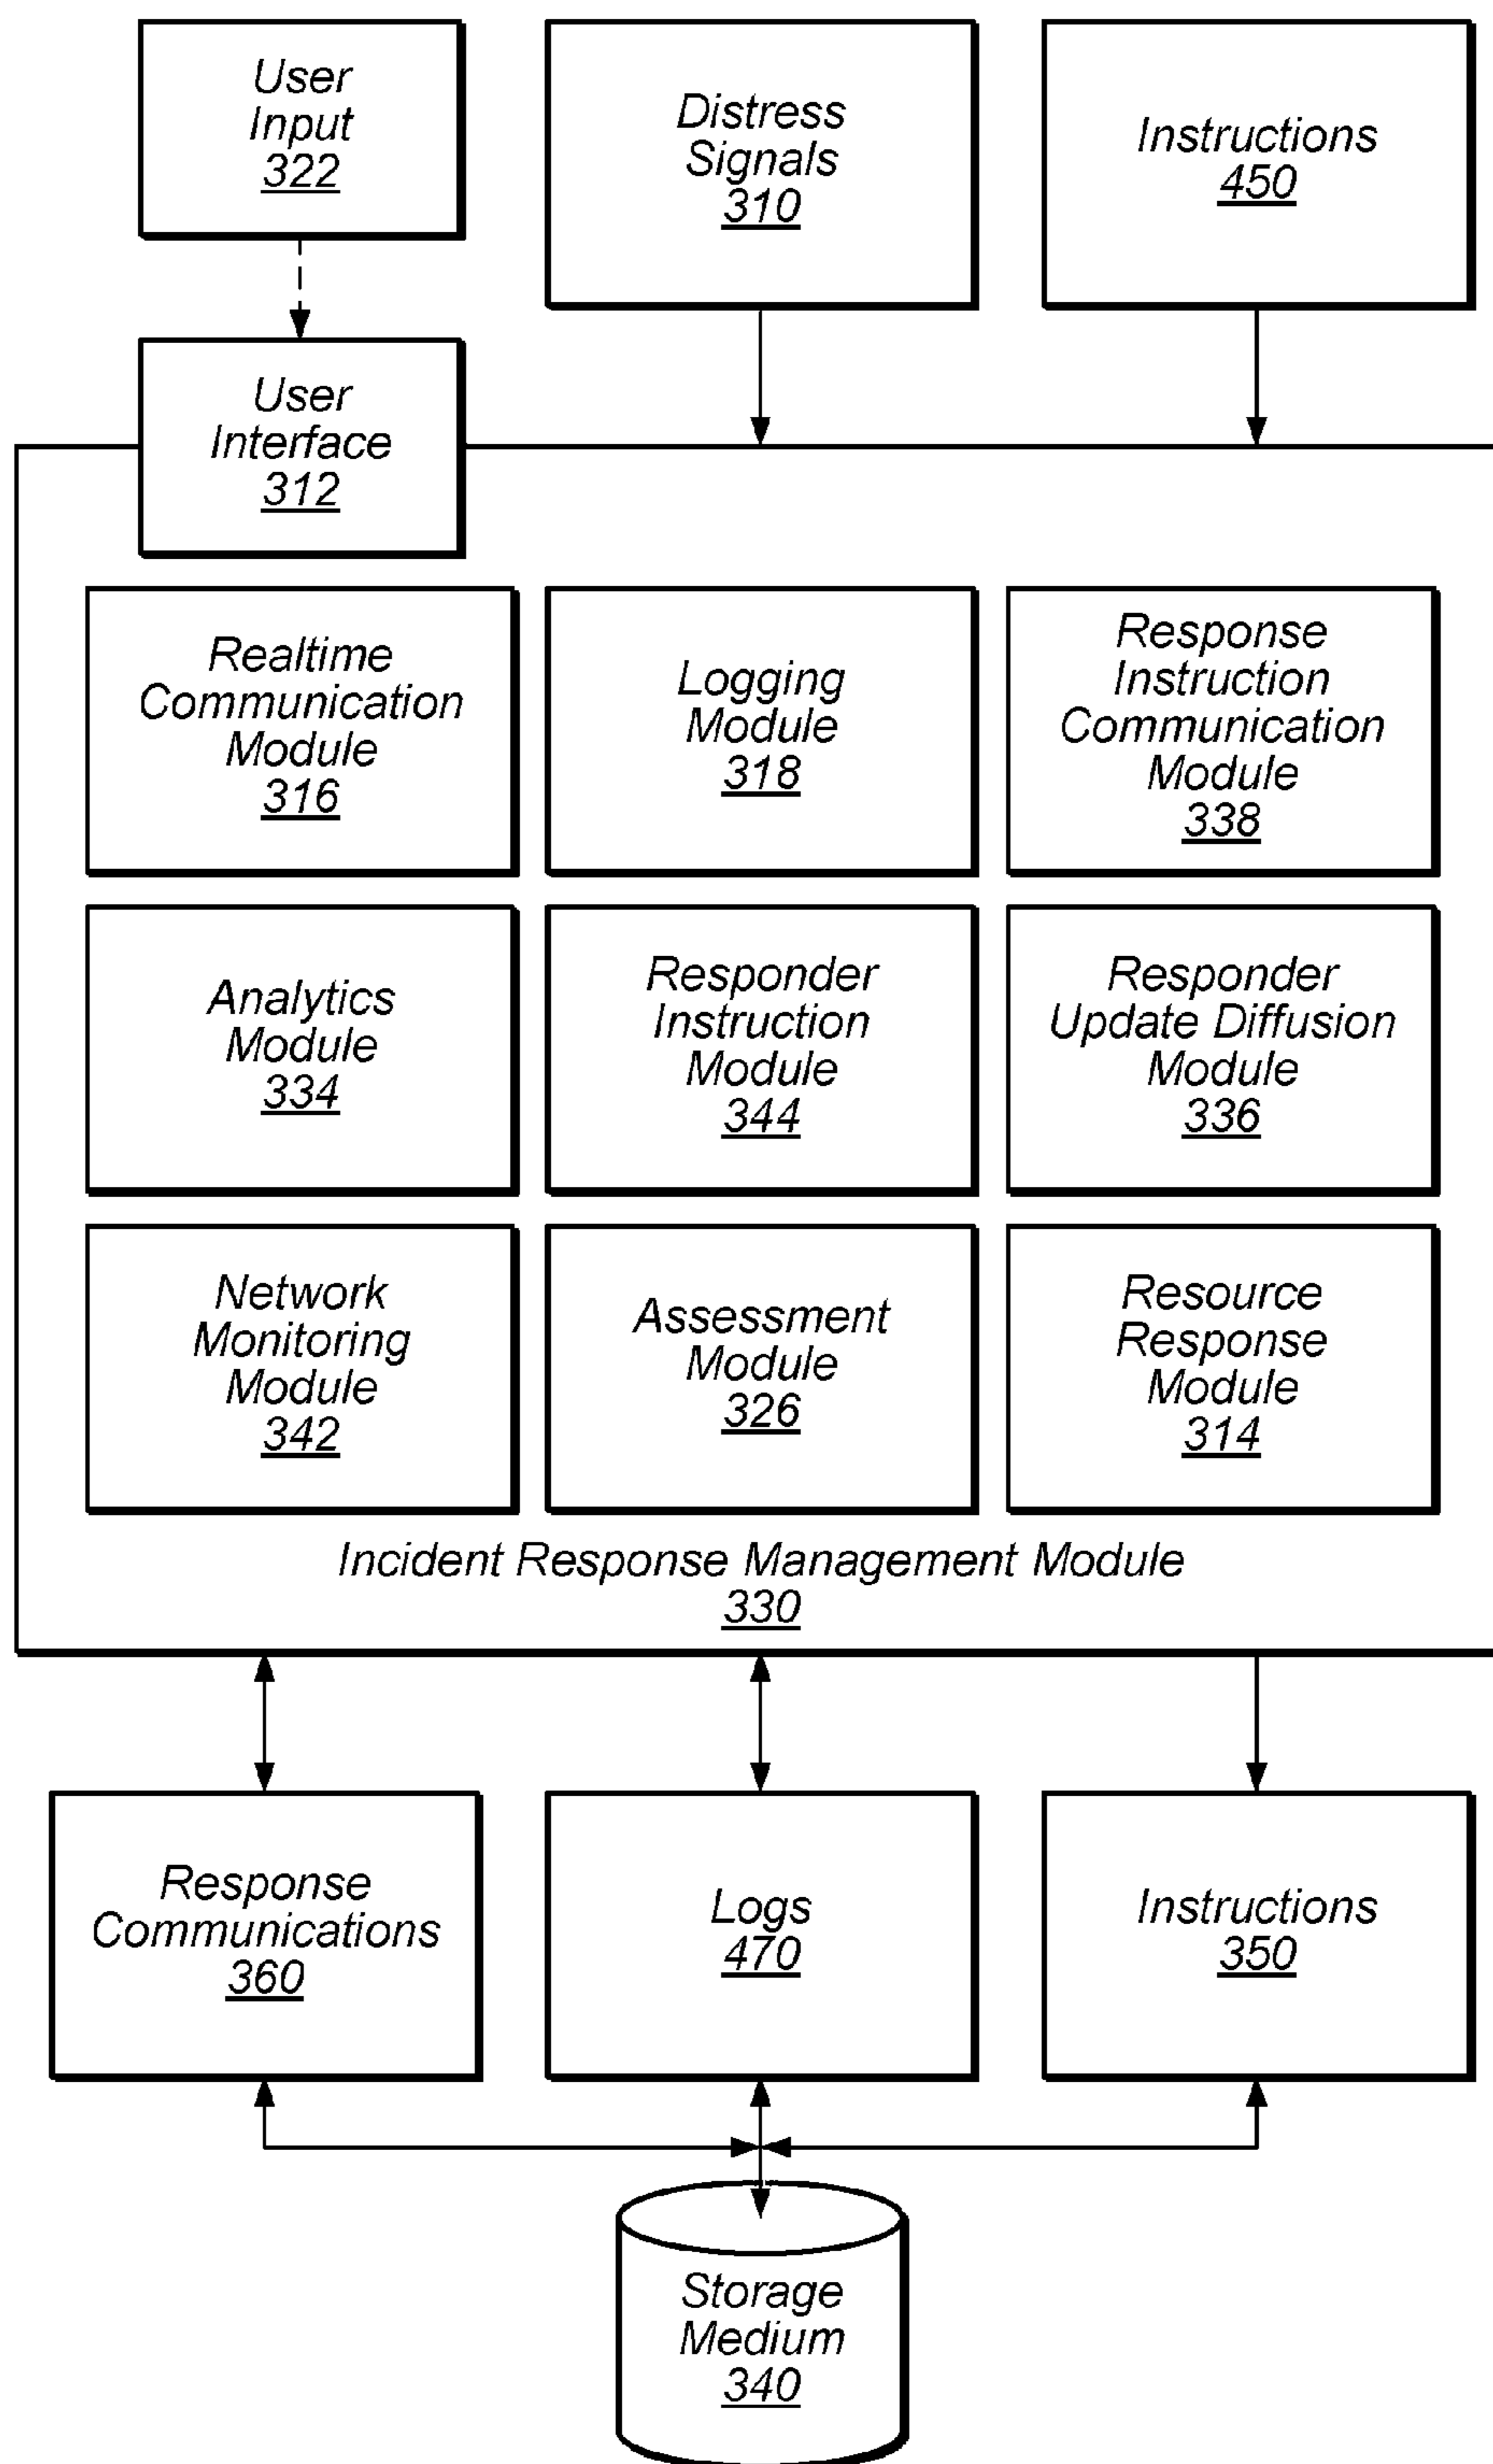 User
Input
322
Distress
Signals
310
Instructions
450
User
Interface
312
Realtime
Communication
Module
316
Logging
Module
318
Response
Instruction
Communication
Module
338
Analytics
Module
334
Responder
Instruction
Module
344
Responder
Update Diffusion
Module
336
Network
Monitoring
Module
342
Assessment
Module
326
Resource
Response
Module
314
Incident Response Management Module
330
Response
Communications
360
Logs
470
Instructions
350
Storage
Medium
340